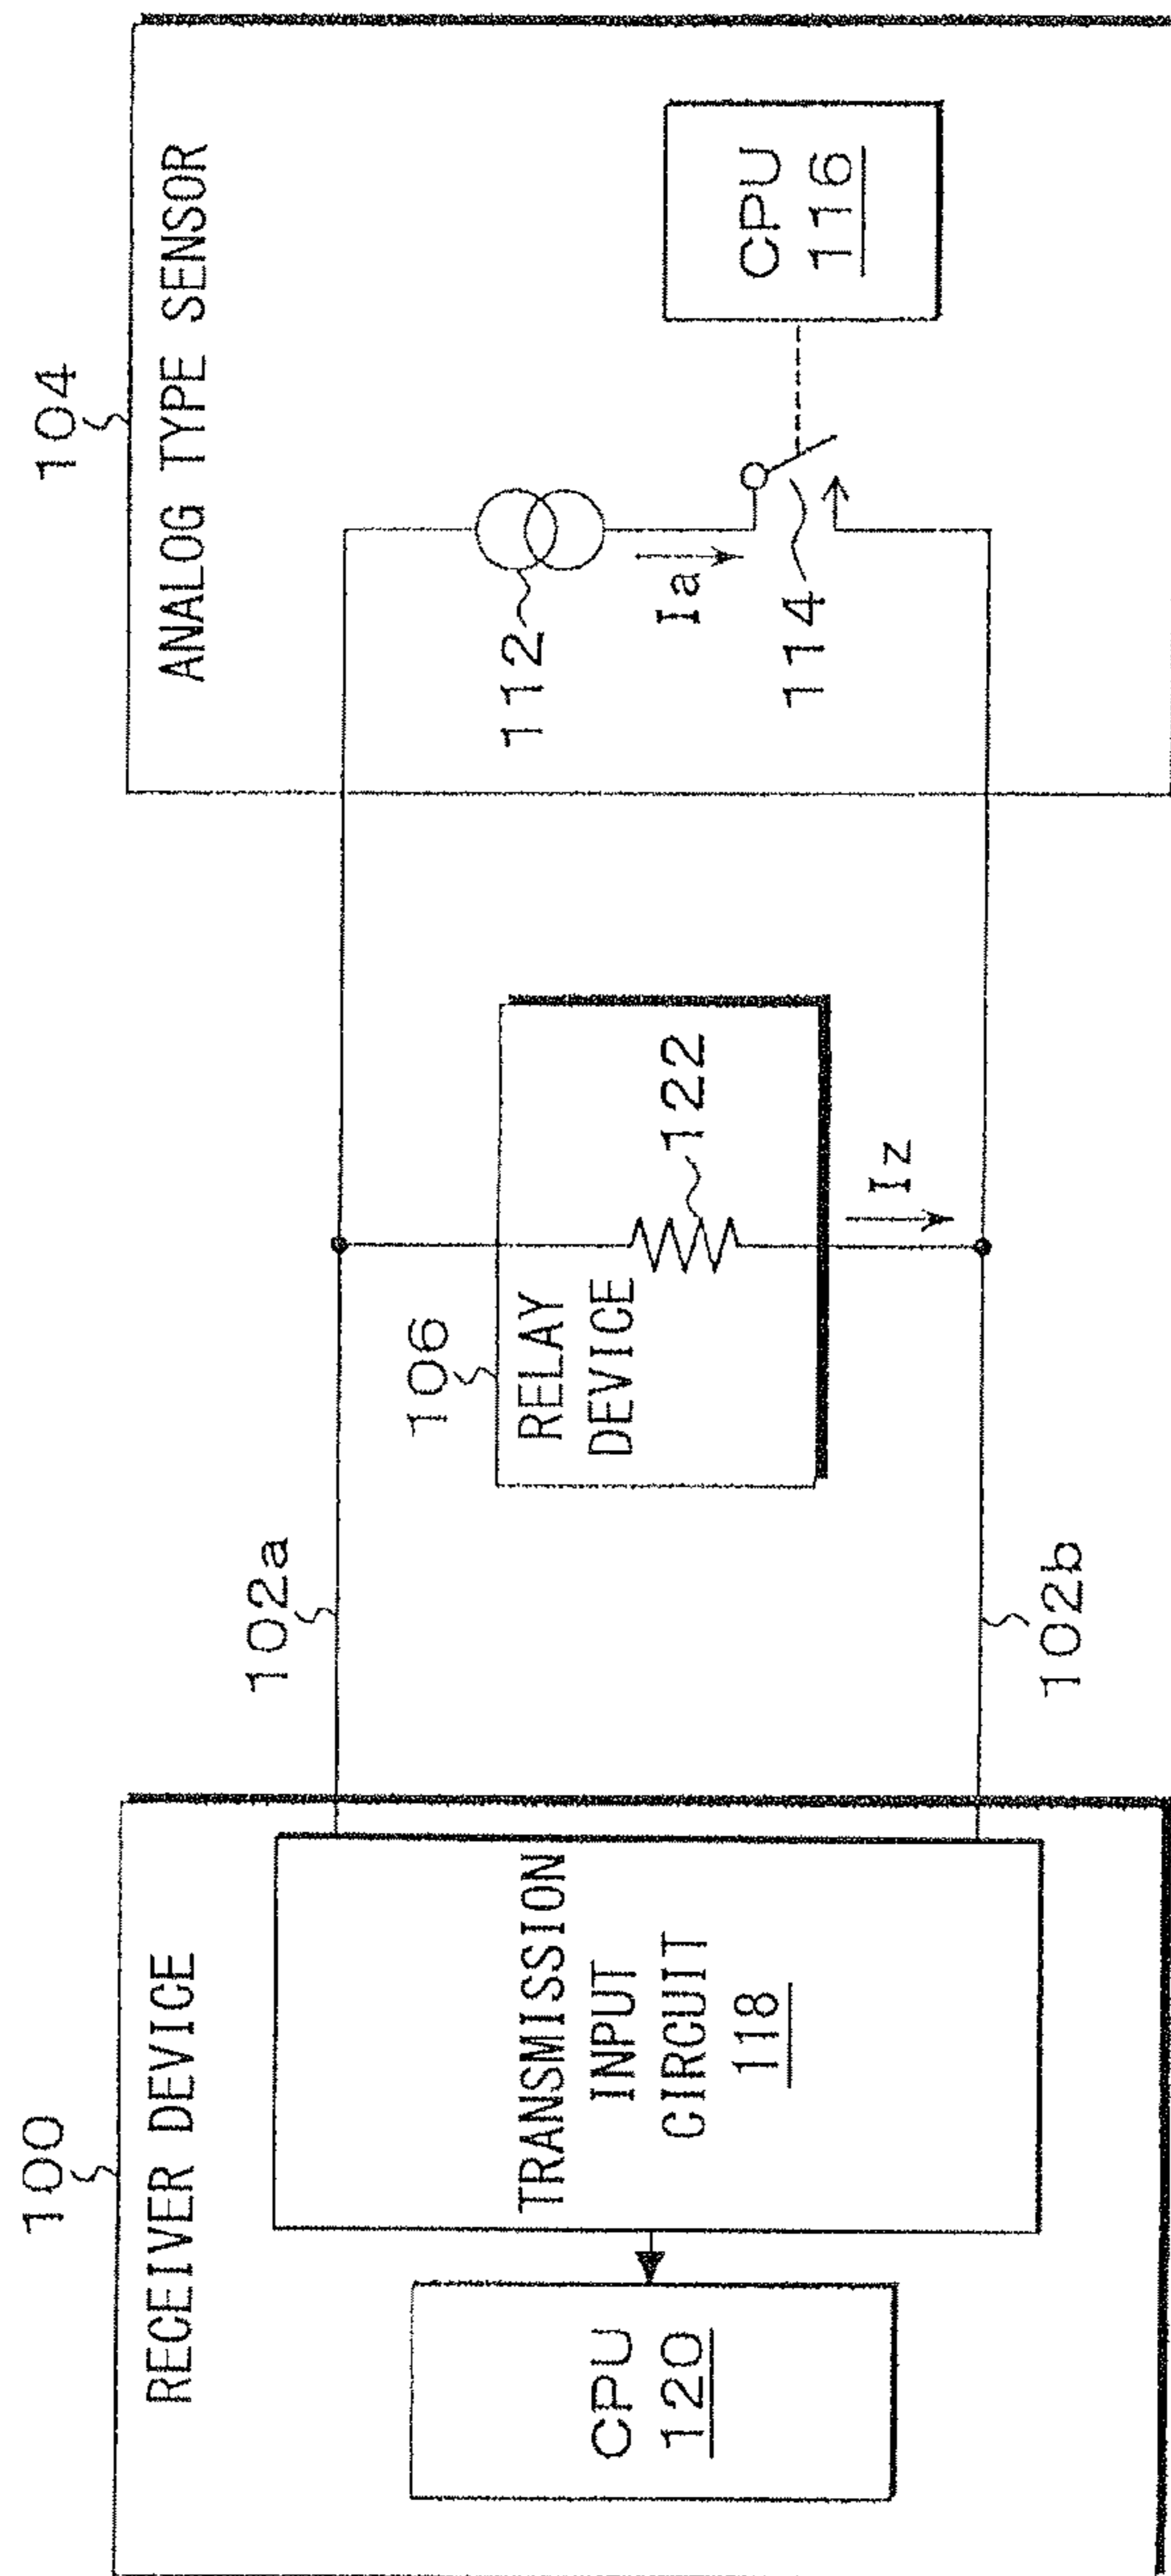 100
RECEIVER DEVICE
CPU
120
TRANSMISSION
INPUT
CIRCUIT
118
102a
102b
106
RELAY
DEVICE
122
Iz
104
ANALOG TYPE SENSOR
112
Ia
114
CPU
116